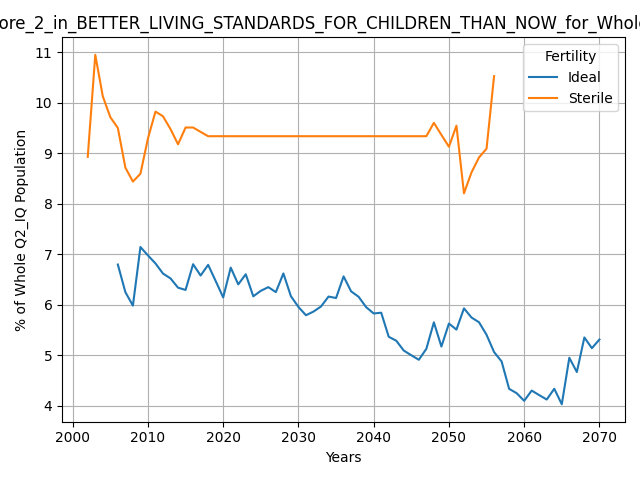 ore_2_in_BETTER_LIVING_STANDARDS_FOR_CHILDREN_THAN_NOW_for_Whole
Fertility
Ideal
Sterile
% of Whole Q2_IQ Population
11
10
9
8
7
6
5
4
2000 2010 2020 2030 2040 2050 2060 2070
Years